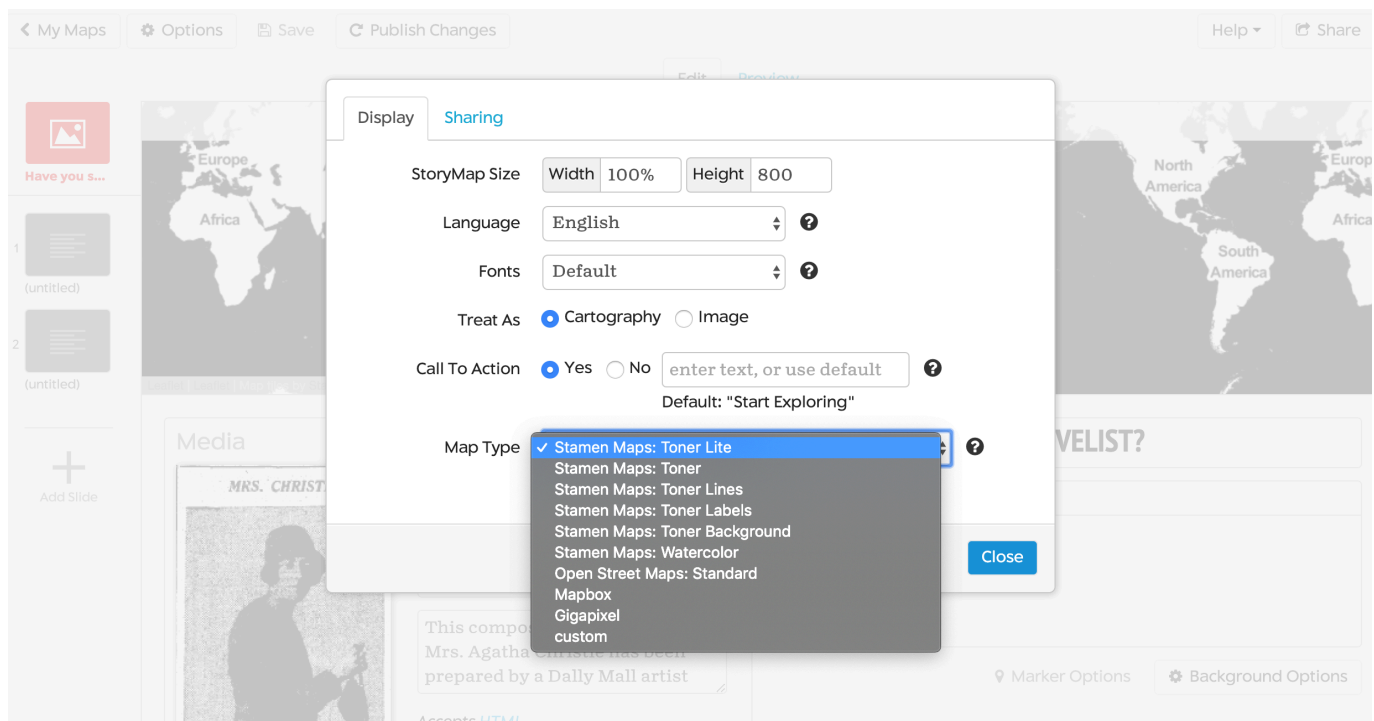 My Maps
Options
Save
Publish Changes
Help
Share
Edit
Preview
Have you s...
1
(untitled)
2
(untitled)
Add Slide
Europe
Africa
North
America
South
America
Europ
Africa
Display
Sharing
StoryMap Size
Width
100%
Height
800
Language
English
Fonts
Default
Treat As
Cartography
Image
Call To Action
Yes
No
enter text, or use default
Default: "Start Exploring"
Map Type
Stamen Maps: Toner Lite
Stamen Maps: Toner
Stamen Maps: Toner Lines
Stamen Maps: Toner Labels
Stamen Maps: Toner Background
Stamen Maps: Watercolor
Open Street Maps: Standard
Mapbox
Gigapixel
custom
Close
Media
MRS. CHRIST
VELIST?
This compos
Mrs. Agatha Christie has been
prepared by a Dally Mall artist
Marker Options
Background Options
Accepts HTML